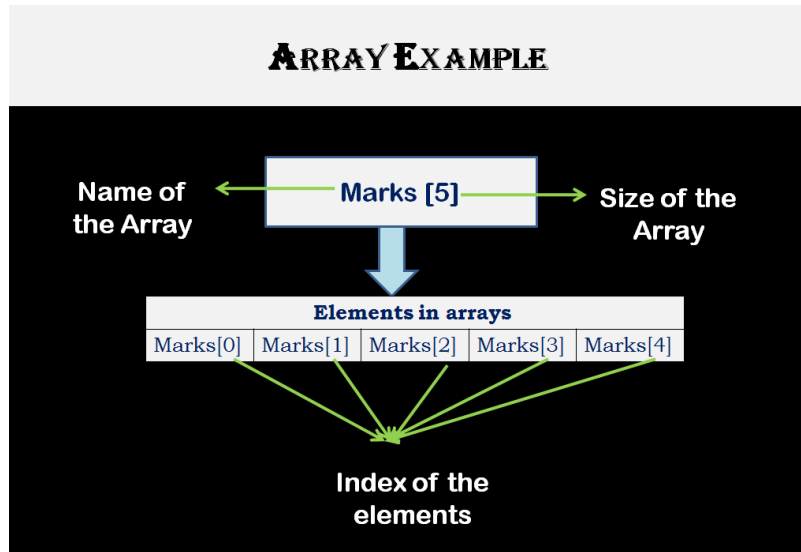 ARRAY EXAMPLE
Name of
the Array
Marks [5]
Size of the
Array
Elements in arrays
Marks[0] Marks[1] Marks[2] Marks[3] Marks[4]
Index of the
elements